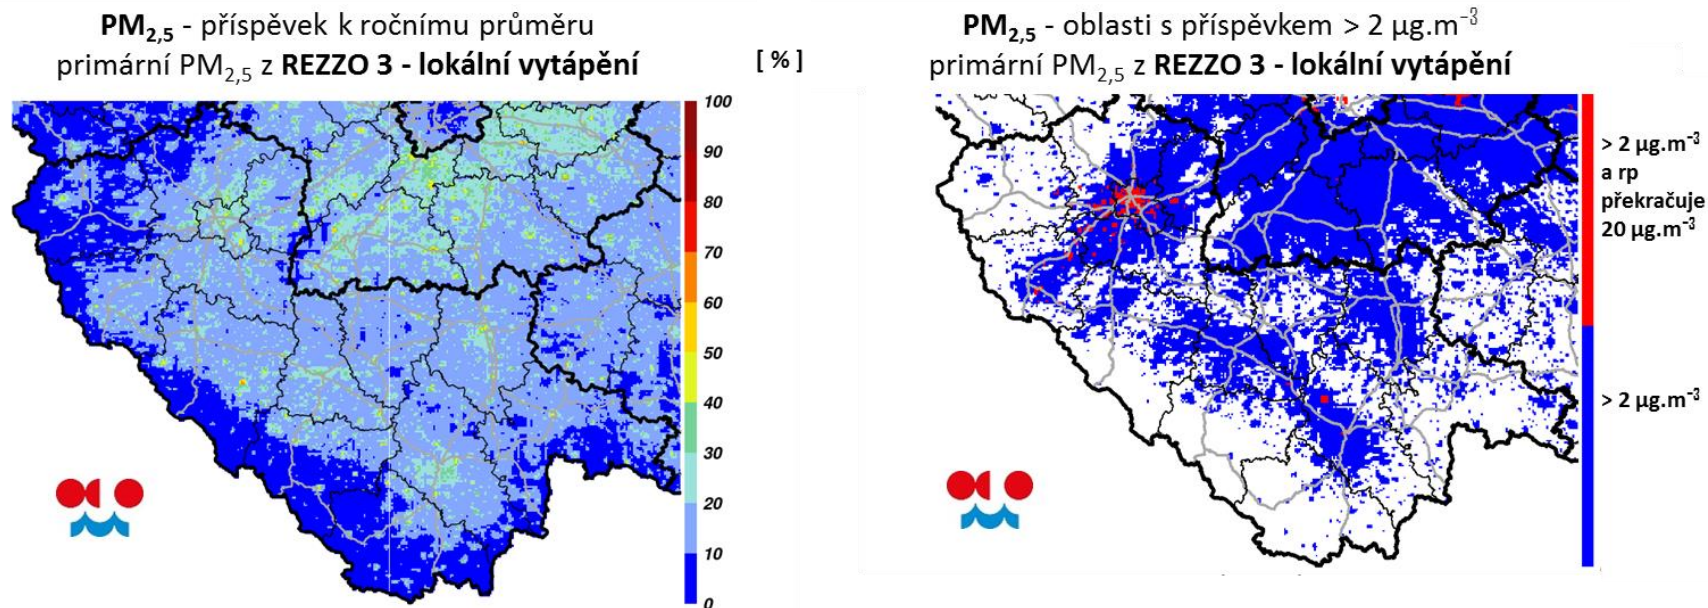 PM2,5 - příspěvek k ročnímu průměru
primární PM2,5 z REZZO 3 - lokální vytápění
[ % ]
100
90
80
70
60
50
40
30
20
10
0
PM2,5 - oblasti s příspěvkem > 2 µg.m⁻³
primární PM2,5 z REZZO 3 - lokální vytápění
> 2 µg.m⁻³
a rp
překračuje
20 µg.m⁻³
> 2 µg.m⁻³